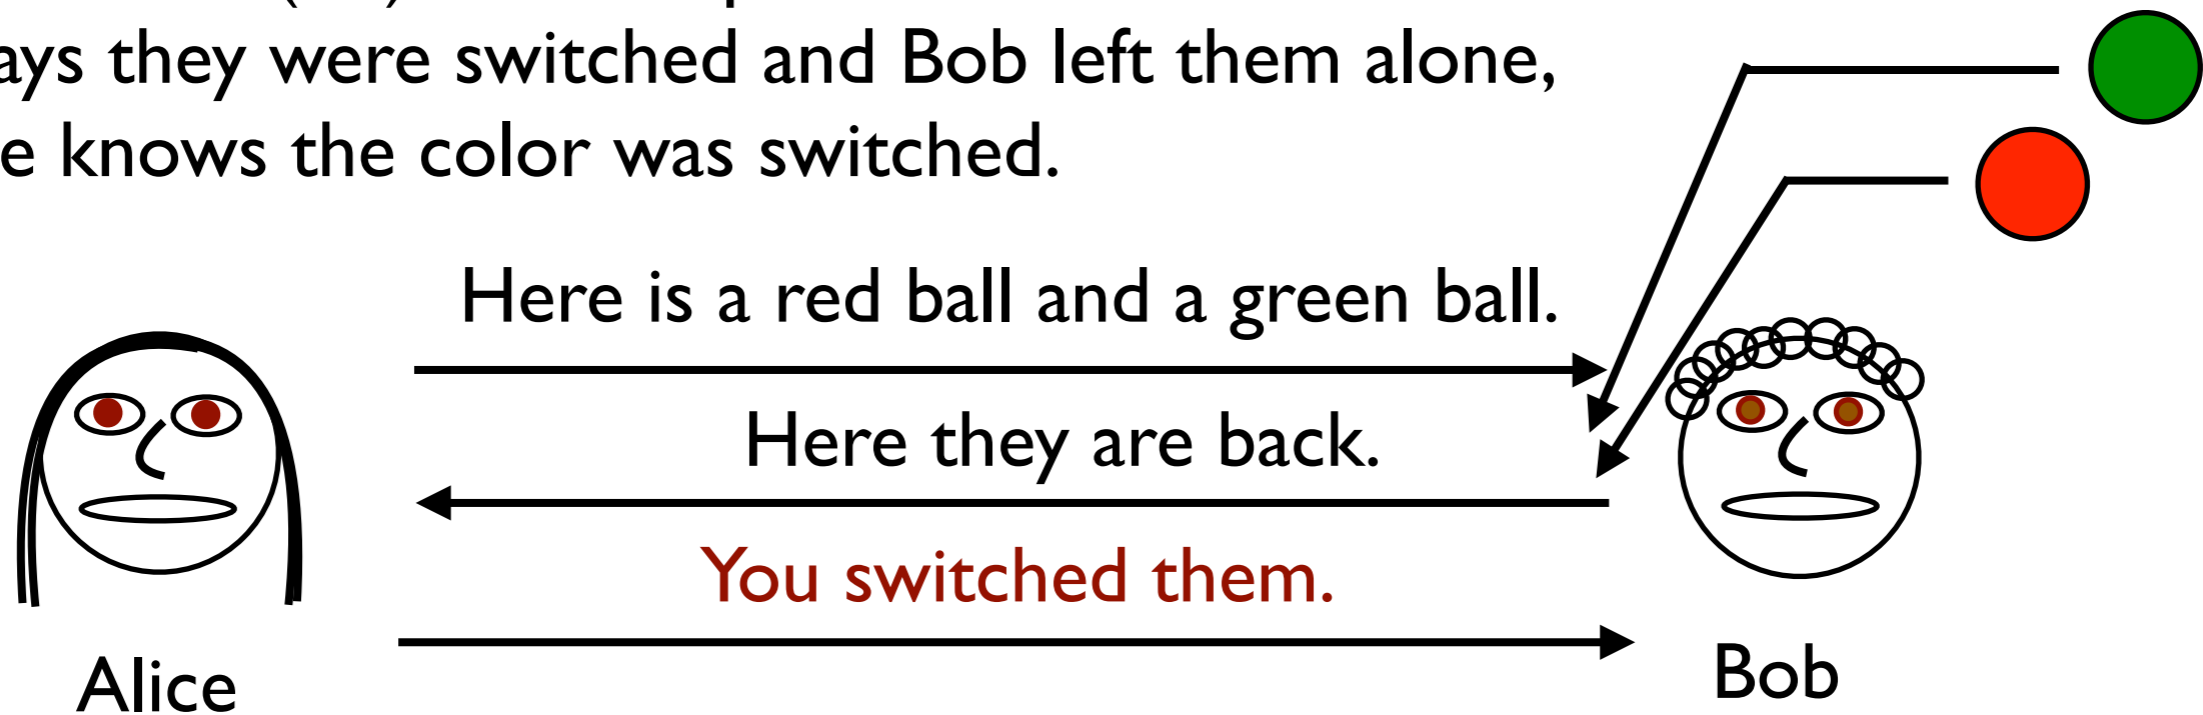 ays they were switched and Bob left them alone,
e knows the color was switched.
Here is a red ball and a green ball.
Here they are back.
You switched them.
Alice
Bob